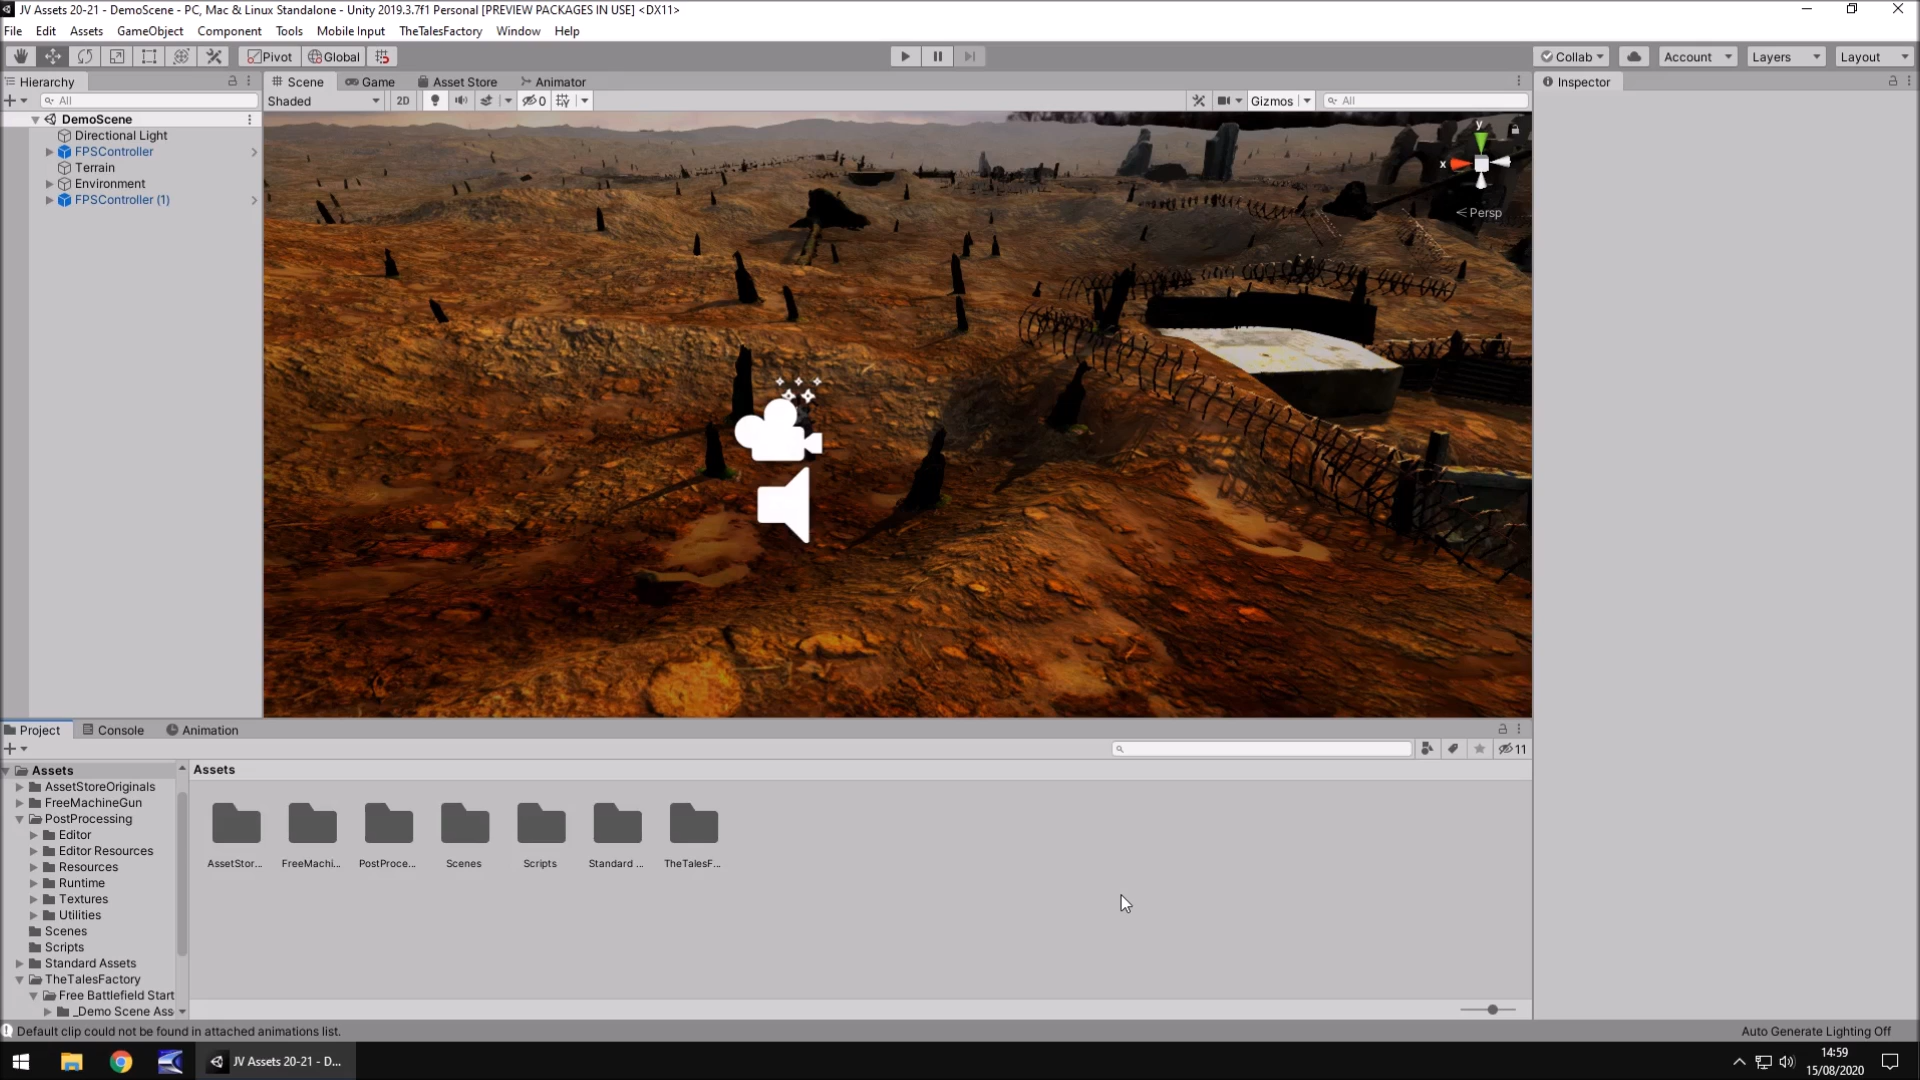 JV Assets 20-21 - DemoScene - PC, Mac & Linux Standalone - Unity 2019.3.7f1 Personal [PREVIEW PACKAGES IN USE] <DX11>
File Edit Assets GameObject Component Tools Mobile Input TheTalesFactory Window Help
Pivot Global Collab Account Layers Layout
Hierarchy Scene Game Asset Store Animator Inspector
All Shaded 2D 0 Gizmos All
DemoScene
Directional Light
FPSController
Terrain
Environment
FPSController (1)
y
x
Persp
Project Console Animation
11
Assets
AssetStoreOriginals
FreeMachineGun
PostProcessing
Editor
Editor Resources
Resources
Runtime
Textures
Utilities
Scenes
Scripts
Standard Assets
TheTalesFactory
Free Battlefield Start
_Demo Scene Ass
Assets
AssetStor... FreeMachi... PostProce... Scenes Scripts Standard ... TheTalesF...
Default clip could not be found in attached animations list.
Auto Generate Lighting Off
JV Assets 20-21 - D...
14:59
15/08/2020